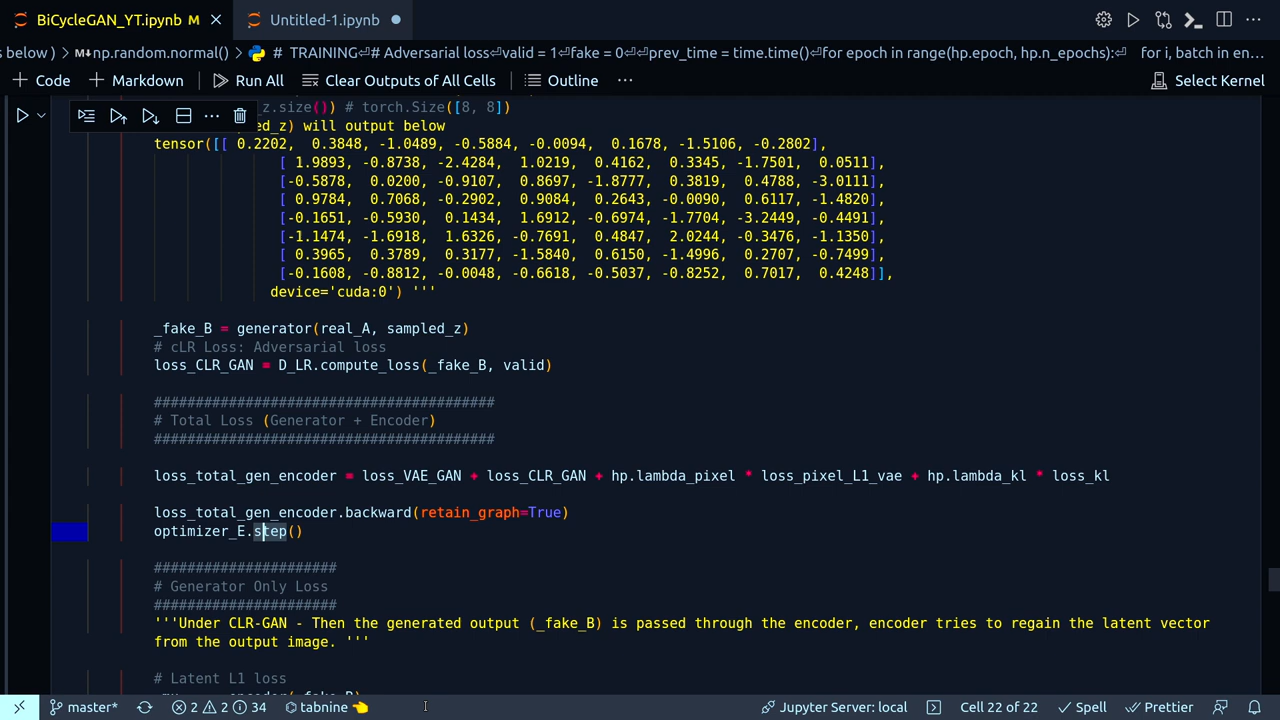 BiCycleGAN_YT.ipynb M
Untitled-1.ipynb
s below ) > np.random.normal() > # TRAINING⏎# Adversarial loss⏎valid = 1⏎fake = 0⏎⏎prev_time = time.time()⏎for epoch in range(hp.epoch, hp.n_epochs):⏎ for i, batch in en...
Code Markdown Run All Clear Outputs of All Cells Outline ... Select Kernel
_z.size()) # torch.Size([8, 8])
ed_z) will output below
tensor([[ 0.2202, 0.3848, -1.0489, -0.5884, -0.0094, 0.1678, -1.5106, -0.2802],
[ 1.9893, -0.8738, -2.4284, 1.0219, 0.4162, 0.3345, -1.7501, 0.0511],
[-0.5878, 0.0200, -0.9107, 0.8697, -1.8777, 0.3819, 0.4788, -3.0111],
[ 0.9784, 0.7068, -0.2902, 0.9084, 0.2643, -0.0090, 0.6117, -1.4820],
[-0.1651, -0.5930, 0.1434, 1.6912, -0.6974, -1.7704, -3.2449, -0.4491],
[-1.1474, -1.6918, 1.6326, -0.7691, 0.4847, 2.0244, -0.3476, -1.1350],
[ 0.3965, 0.3789, 0.3177, -1.5840, 0.6150, -1.4996, 0.2707, -0.7499],
[-0.1608, -0.8812, -0.0048, -0.6618, -0.5037, -0.8252, 0.7017, 0.4248]],
device='cuda:0') '''
_fake_B = generator(real_A, sampled_z)
# cLR Loss: Adversarial loss
loss_CLR_GAN = D_LR.compute_loss(_fake_B, valid)
#########################################
# Total Loss (Generator + Encoder)
#########################################
loss_total_gen_encoder = loss_VAE_GAN + loss_CLR_GAN + hp.lambda_pixel * loss_pixel_L1_vae + hp.lambda_kl * loss_kl
loss_total_gen_encoder.backward(retain_graph=True)
optimizer_E.step()
######################
# Generator Only Loss
######################
'''Under CLR-GAN - Then the generated output (_fake_B) is passed through the encoder, encoder tries to regain the latent vector
from the output image. '''
# Latent L1 loss
master* 2 2 34 tabnine Jupyter Server: local Cell 22 of 22 Spell Prettier